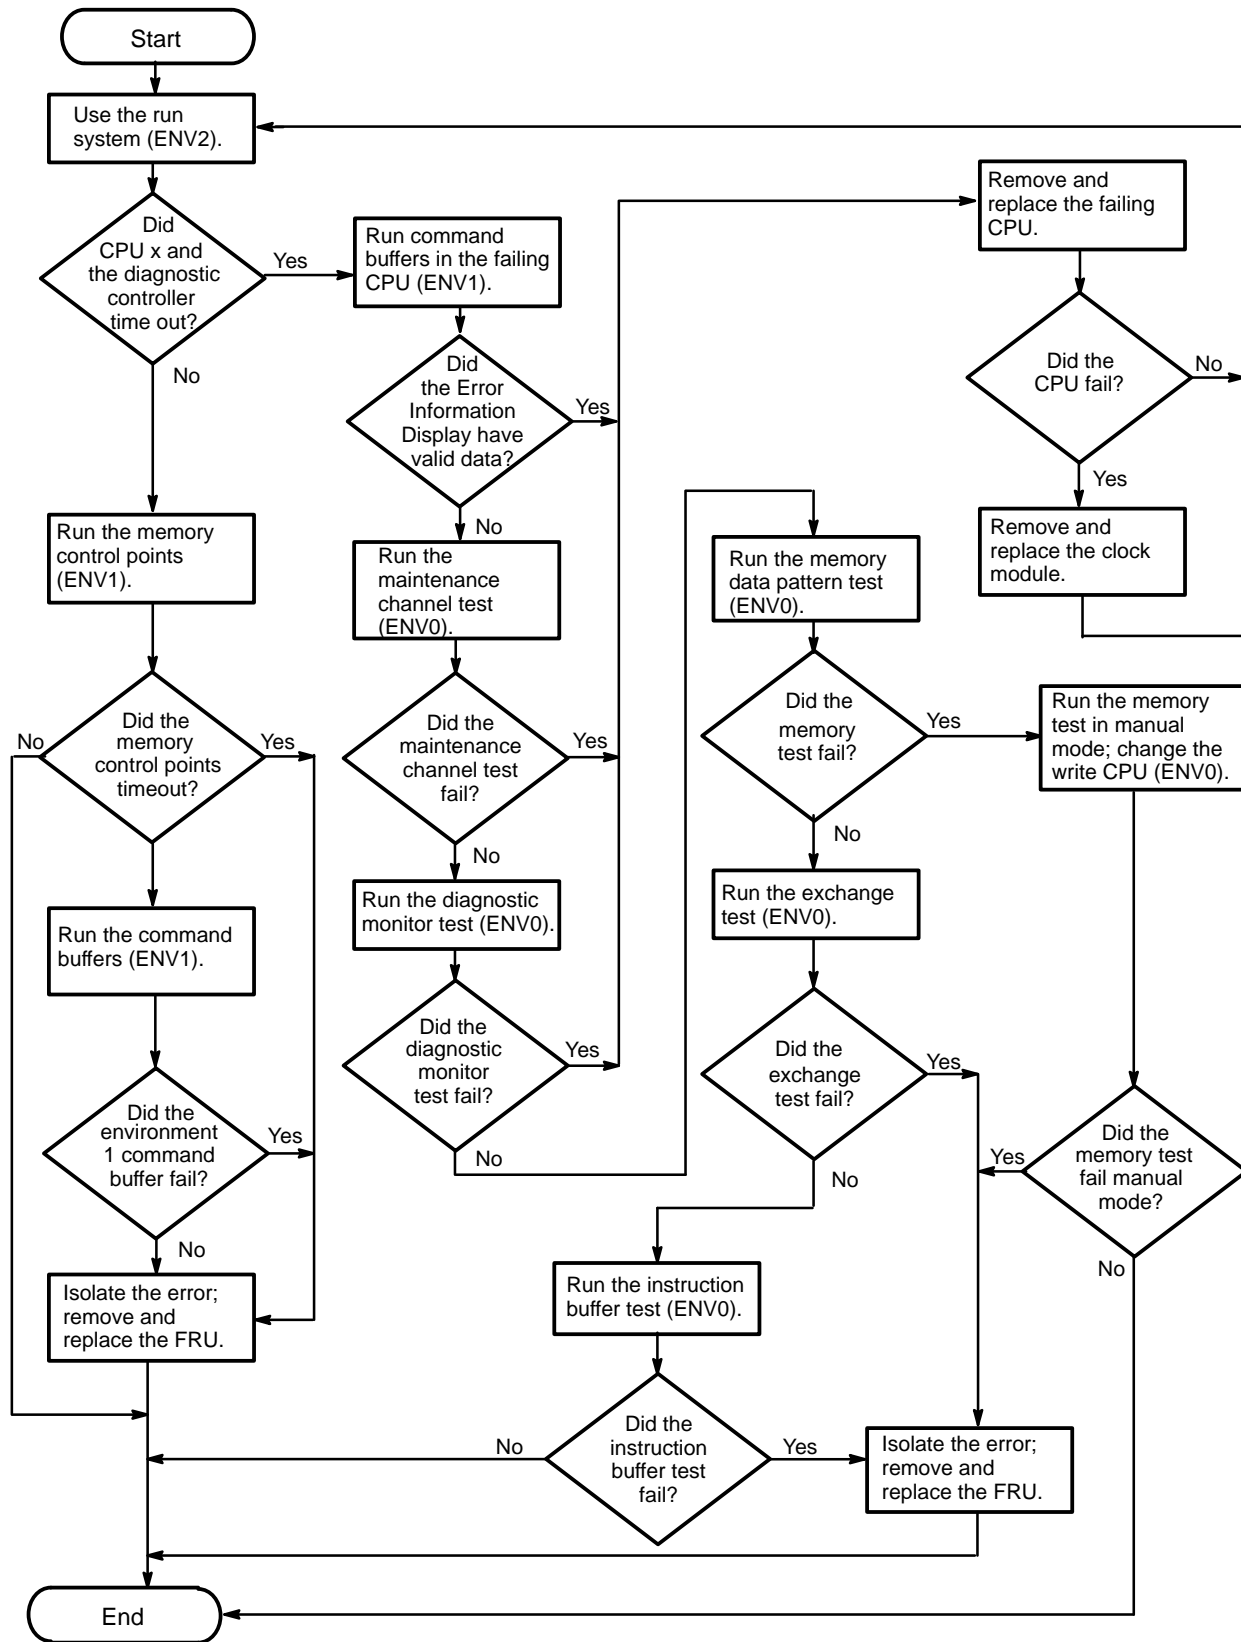 Start
Use the run
system (ENV2).
Did
CPU x and
the diagnostic
controller
time out?
Yes
No
Run the memory
control points
(ENV1).
Did the
memory
control points
timeout?
No
Yes
Run the command
buffers (ENV1).
Did the
environment
1 command
buffer fail?
Yes
No
Isolate the error;
remove and
replace the FRU.
End
Run command
buffers in the failing
CPU (ENV1).
Did
the Error
Information
Display have
valid data?
Yes
No
Run the
maintenance
channel test
(ENV0).
Did the
maintenance
channel test
fail?
Yes
No
Run the diagnostic
monitor test (ENV0).
Did the
diagnostic
monitor
test fail?
Yes
No
Remove and
replace the failing
CPU.
Did the
CPU fail?
No
Yes
Remove and
replace the clock
module.
Run the memory
data pattern test
(ENV0).
Did the
memory
test fail?
Yes
No
Run the memory
test in manual
mode; change the
write CPU (ENV0).
Run the exchange
test (ENV0).
Did the
exchange
test fail?
Yes
No
Did the
memory test
fail manual
mode?
Yes
No
Run the instruction
buffer test (ENV0).
Did the
instruction
buffer test
fail?
No
Yes
Isolate the error;
remove and
replace the FRU.